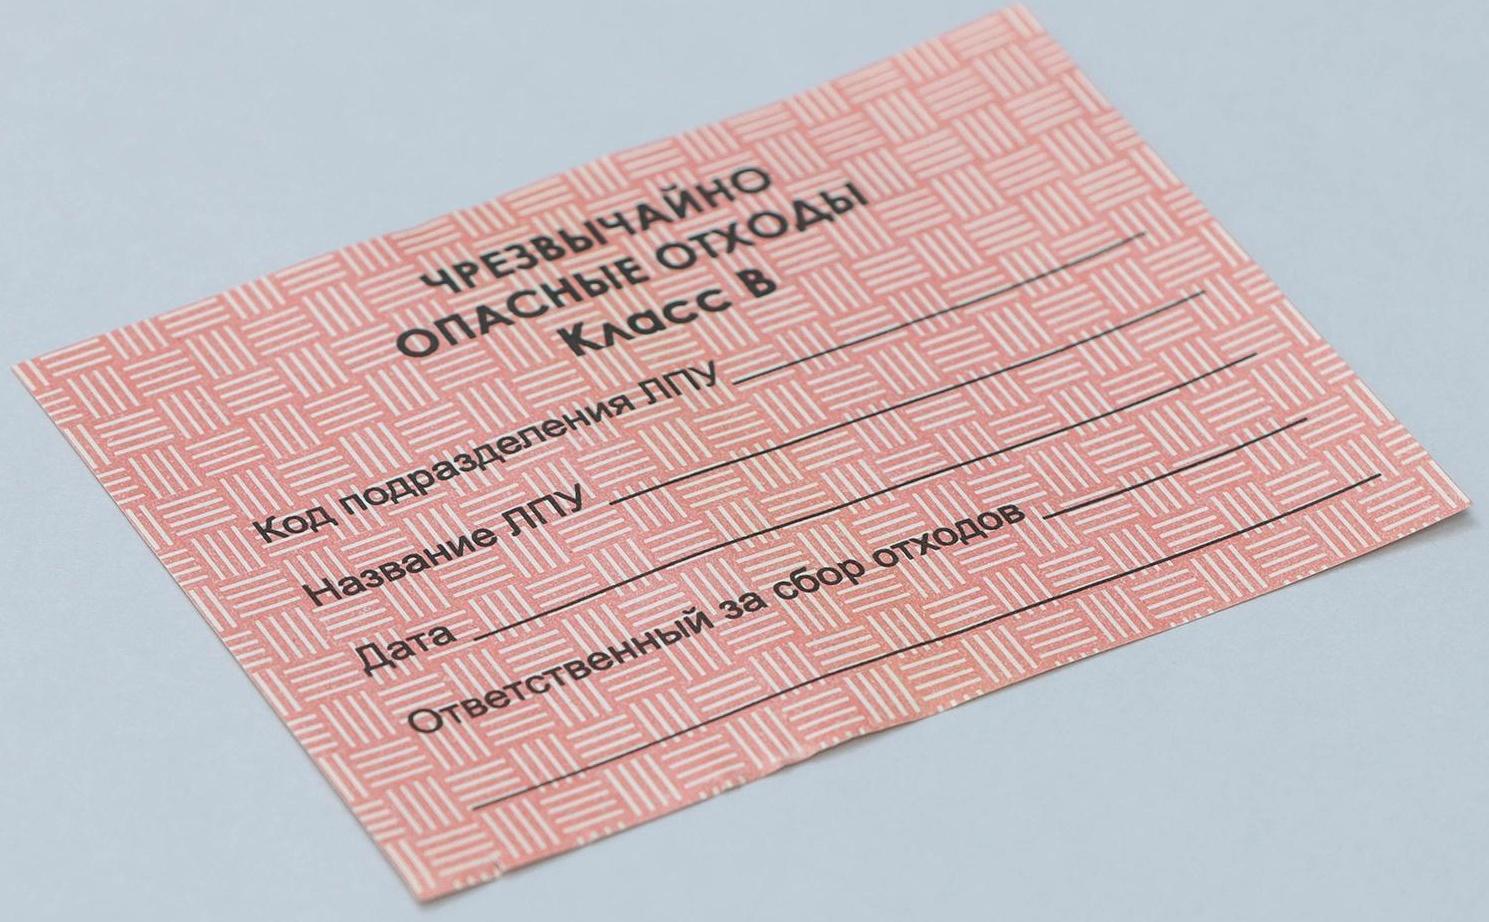 ЧРЕЗВЫЧАЙНО
ОПАСНЫЕ ОТХОДЫ
Класс В
Код подразделения ЛПУ
Название ЛПУ
Дата
Ответственный за сбор отходов